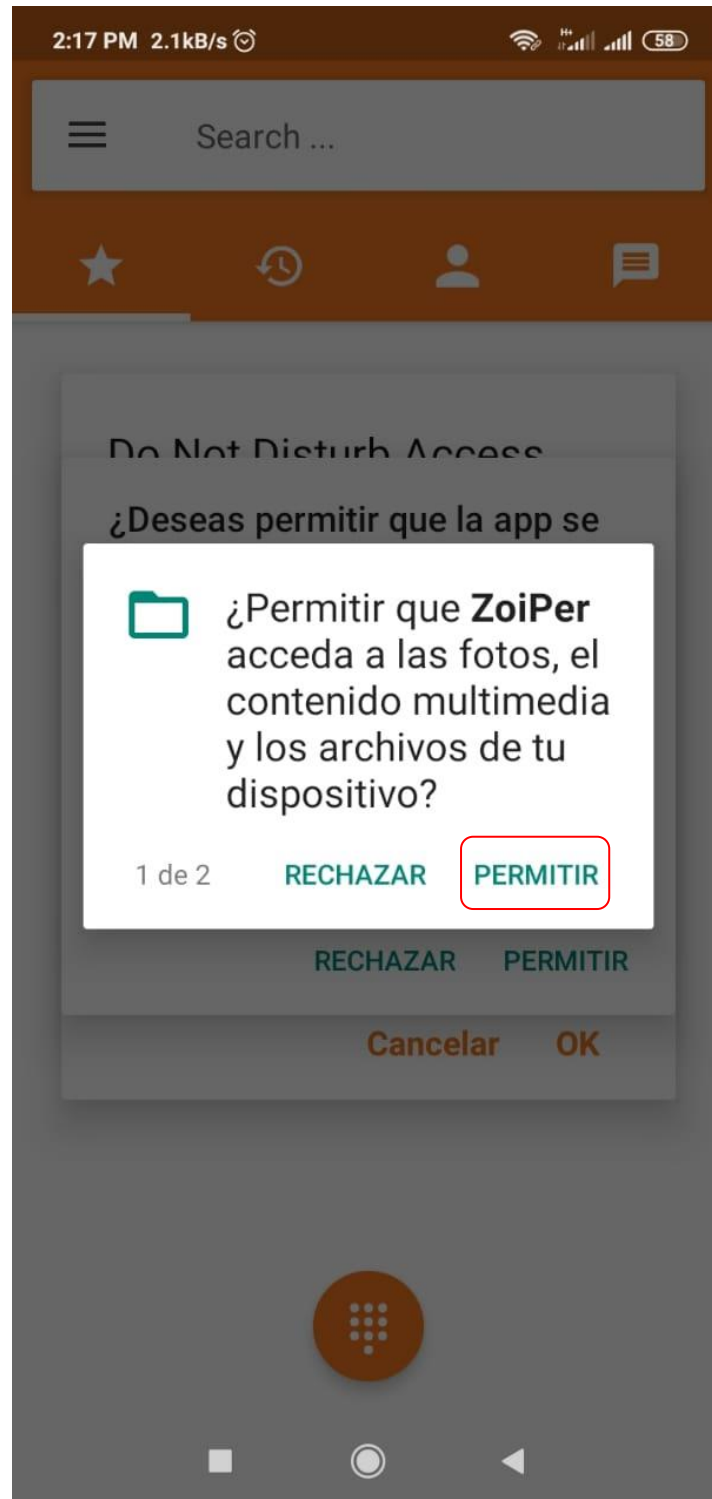 2:17 PM 2.1kB/s H+ 58
Search ...
Do Not Disturb Access
¿Deseas permitir que la app se
¿Permitir que ZoiPer
acceda a las fotos, el
contenido multimedia
y los archivos de tu
dispositivo?
1 de 2 RECHAZAR PERMITIR
RECHAZAR PERMITIR
Cancelar OK